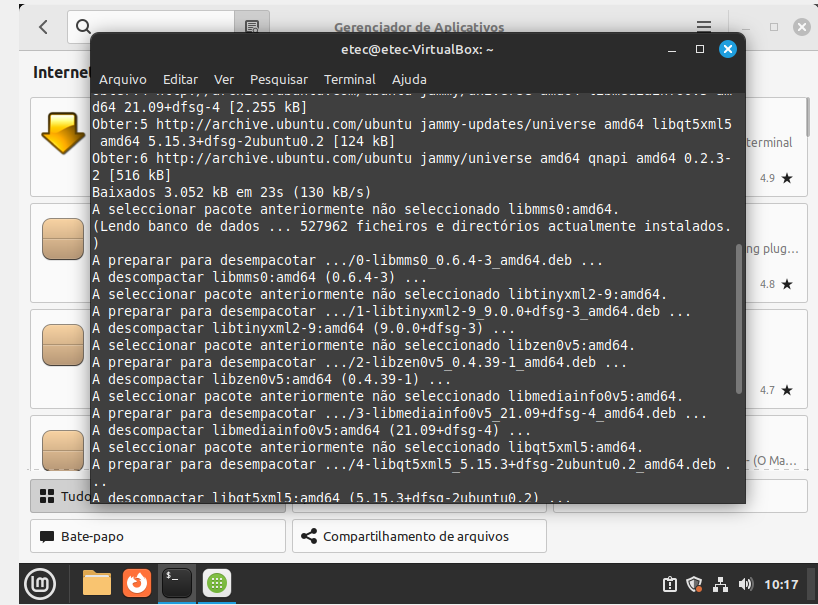 Gerenciador de Aplicativos
Internet
etec@etec-VirtualBox: ~
Arquivo Editar Ver Pesquisar Terminal Ajuda
d64 21.09+dfsg-4 [2.255 kB]
Obter:5 http://archive.ubuntu.com/ubuntu jammy-updates/universe amd64 libqt5xml5
 amd64 5.15.3+dfsg-2ubuntu0.2 [124 kB]
Obter:6 http://archive.ubuntu.com/ubuntu jammy/universe amd64 qnapi amd64 0.2.3-
2 [516 kB]
Baixados 3.052 kB em 23s (130 kB/s)
A seleccionar pacote anteriormente não seleccionado libmms0:amd64.
(Lendo banco de dados ... 527962 ficheiros e directórios actualmente instalados.
)
A preparar para desempacotar .../0-libmms0_0.6.4-3_amd64.deb ...
A descompactar libmms0:amd64 (0.6.4-3) ...
A seleccionar pacote anteriormente não seleccionado libtinyxml2-9:amd64.
A preparar para desempacotar .../1-libtinyxml2-9_9.0.0+dfsg-3_amd64.deb ...
A descompactar libtinyxml2-9:amd64 (9.0.0+dfsg-3) ...
A seleccionar pacote anteriormente não seleccionado libzen0v5:amd64.
A preparar para desempacotar .../2-libzen0v5_0.4.39-1_amd64.deb ...
A descompactar libzen0v5:amd64 (0.4.39-1) ...
A seleccionar pacote anteriormente não seleccionado libmediainfo0v5:amd64.
A preparar para desempacotar .../3-libmediainfo0v5_21.09+dfsg-4_amd64.deb ...
A descompactar libmediainfo0v5:amd64 (21.09+dfsg-4) ...
A seleccionar pacote anteriormente não seleccionado libqt5xml5:amd64.
A preparar para desempacotar .../4-libqt5xml5_5.15.3+dfsg-2ubuntu0.2_amd64.deb .
..
A descompactar libqt5xml5:amd64 (5.15.3+dfsg-2ubuntu0.2) ...
terminal
4.9 ★
ng plug...
4.8 ★
4.7 ★
- (O Ma...
Tudo
Bate-papo
Compartilhamento de arquivos
10:17